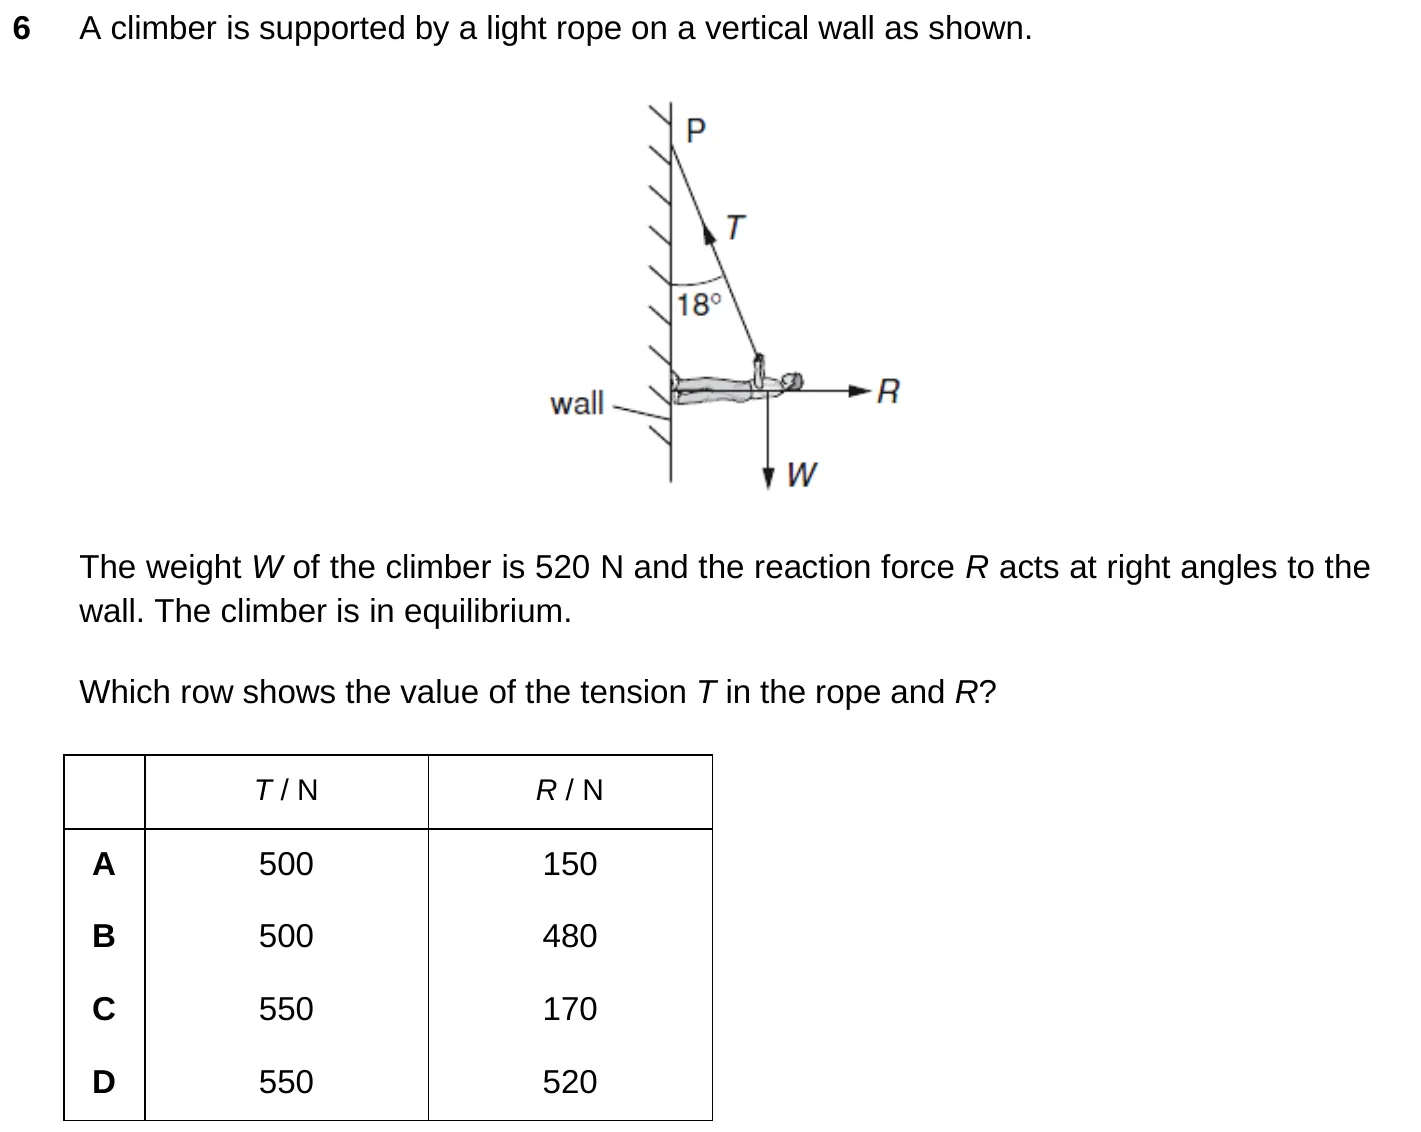 6 A climber is supported by a light rope on a vertical wall as shown.
P
T
18°
wall
R
W
The weight W of the climber is 520 N and the reaction force R acts at right angles to the
wall. The climber is in equilibrium.
Which row shows the value of the tension T in the rope and R?
T / N R / N
A 500 150
B 500 480
C 550 170
D 550 520